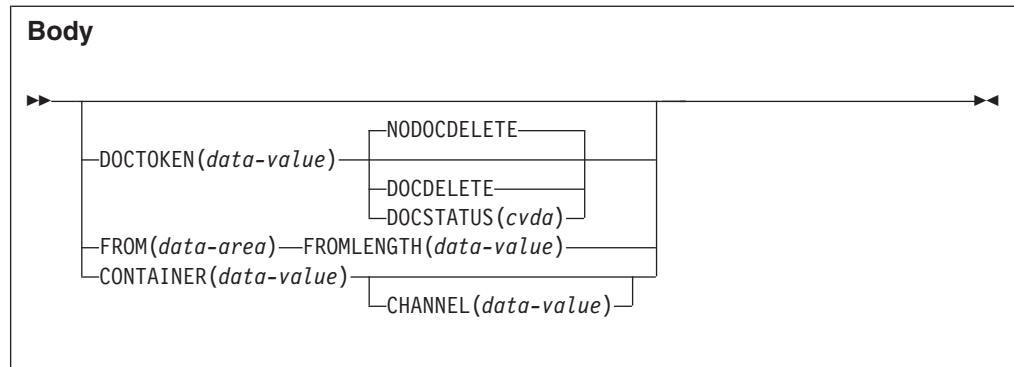 Body
NODOCDELETE
DOCTOKEN(data-value)
DOCDELETE
DOCSTATUS(cvda)
FROM(data-area) FROMLENGTH(data-value)
CONTAINER(data-value)
CHANNEL(data-value)